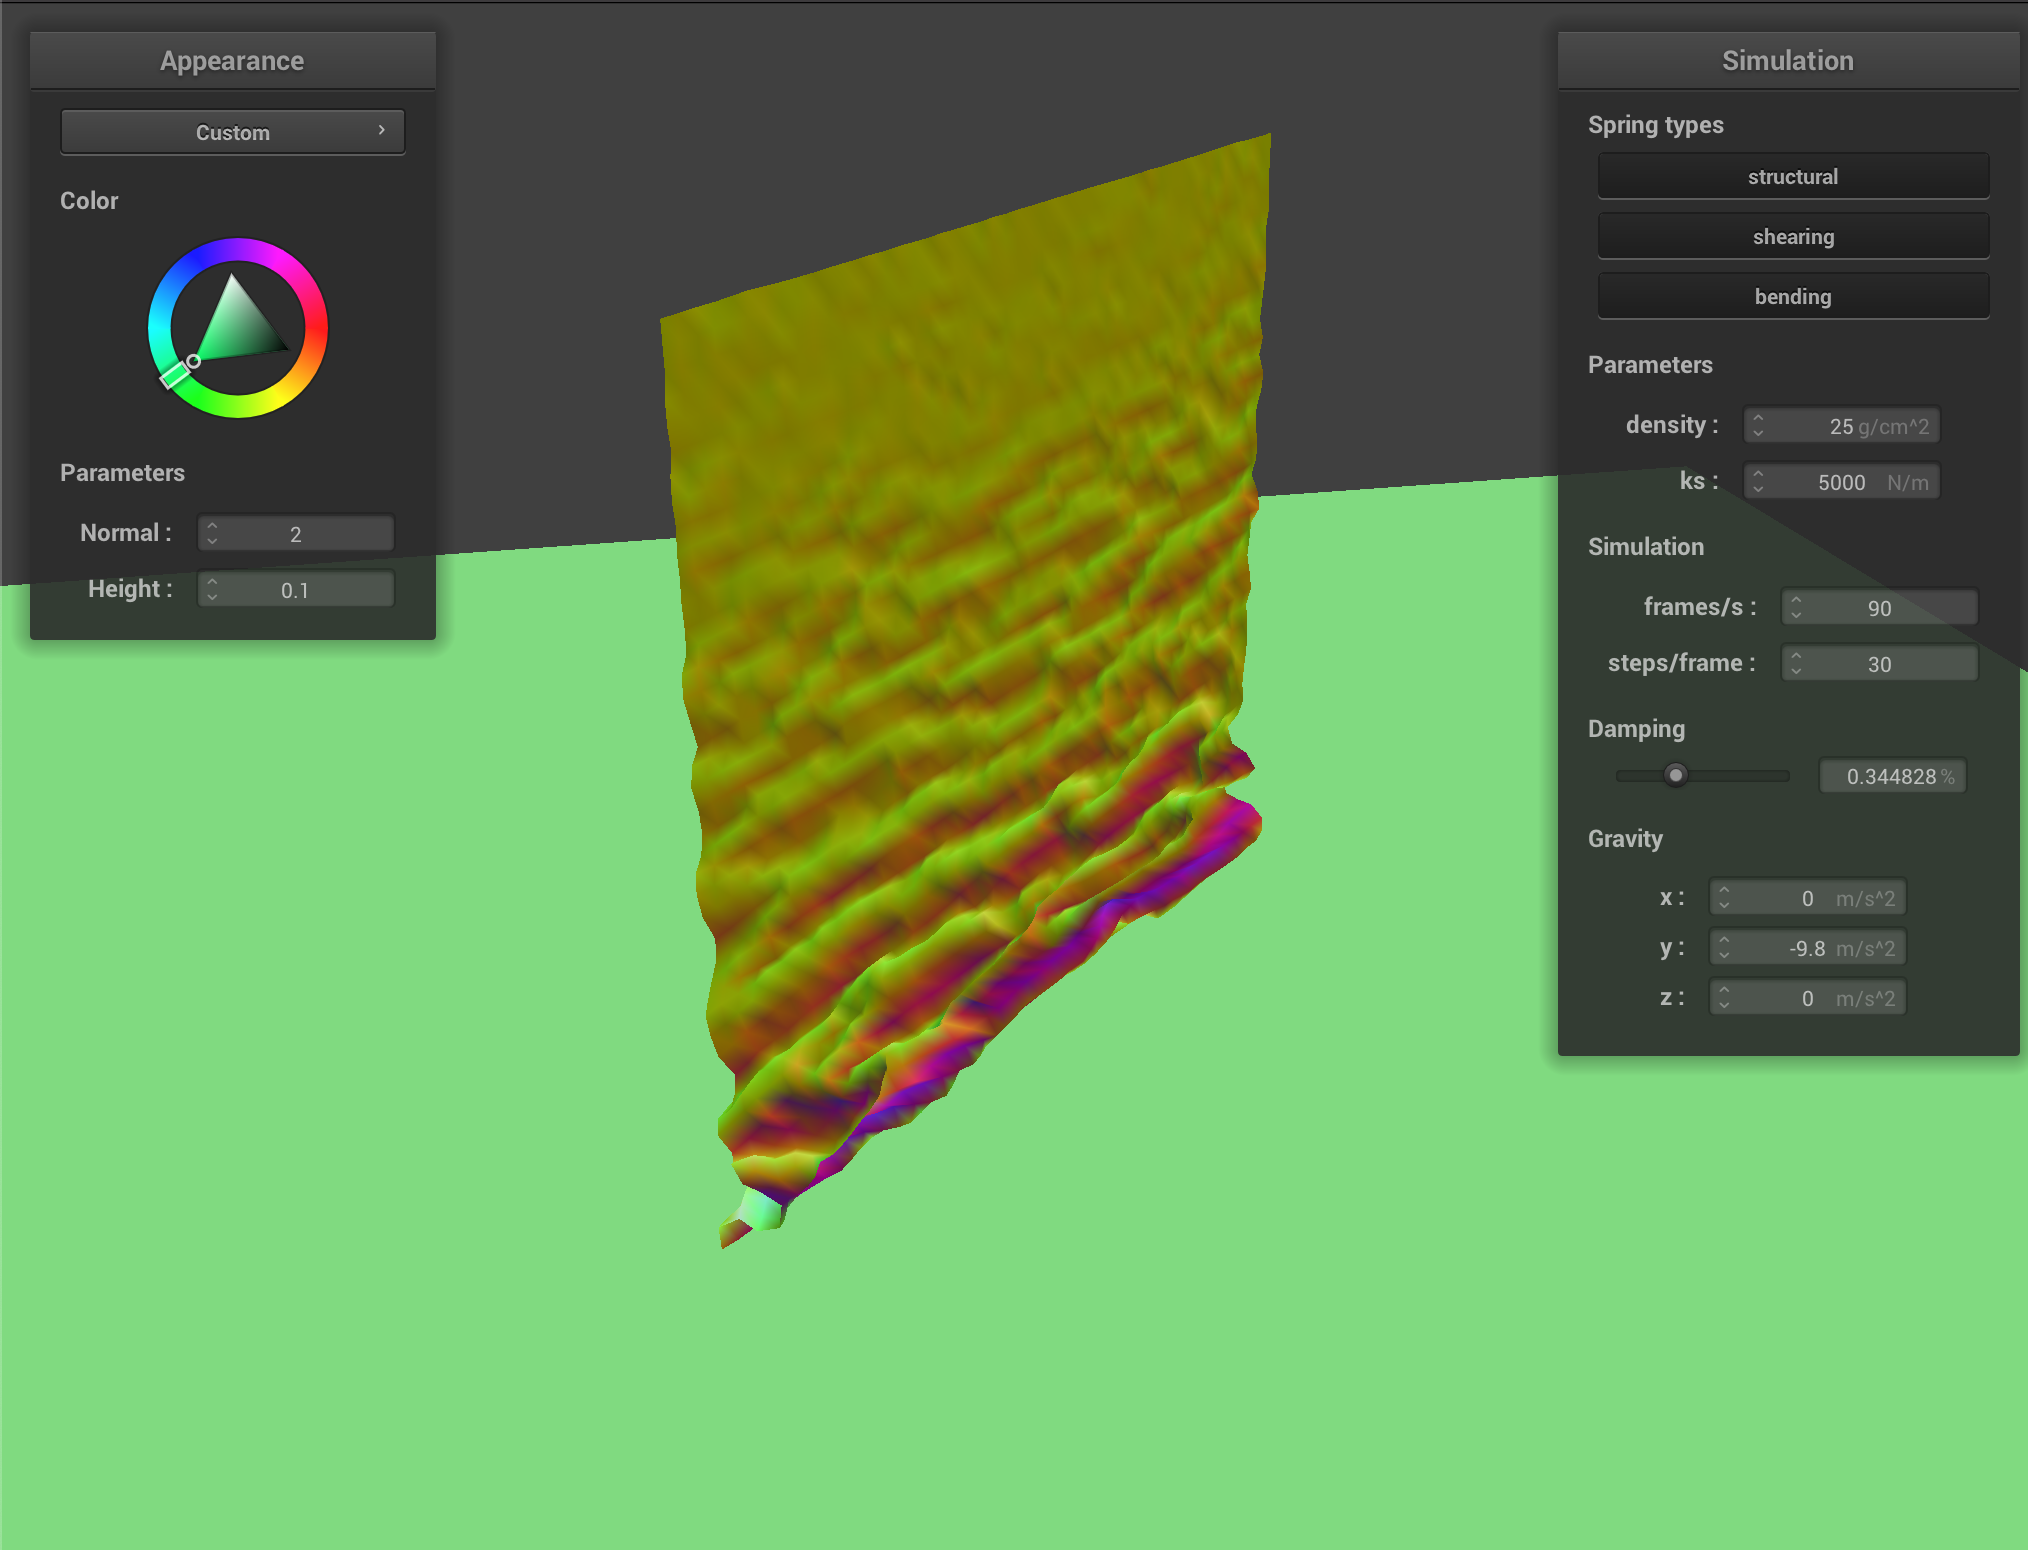 Appearance
Custom
Color
Parameters
Normal : 2
Height : 0.1
Simulation
Spring types
structural
shearing
bending
Parameters
density : 25 g/cm^2
ks : 5000 N/m
Simulation
frames/s : 90
steps/frame : 30
Damping
0.344828 %
Gravity
x : 0 m/s^2
y : -9.8 m/s^2
z : 0 m/s^2